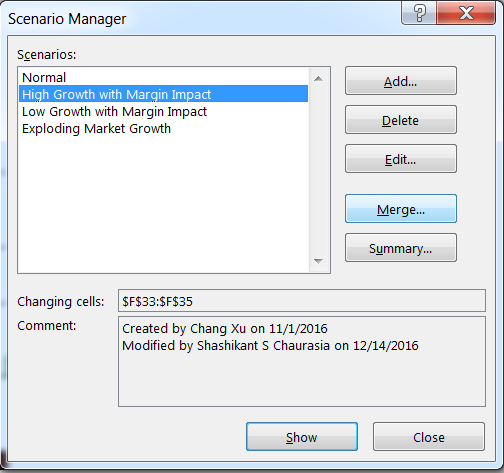 Scenario Manager
?
X
Scenarios:
Normal
High Growth with Margin Impact
Low Growth with Margin Impact
Exploding Market Growth
Add...
Delete
Edit...
Merge...
Summary...
Changing cells:
$F$33:$F$35
Comment:
Created by Chang Xu on 11/1/2016
Modified by Shashikant S Chaurasia on 12/14/2016
Show
Close